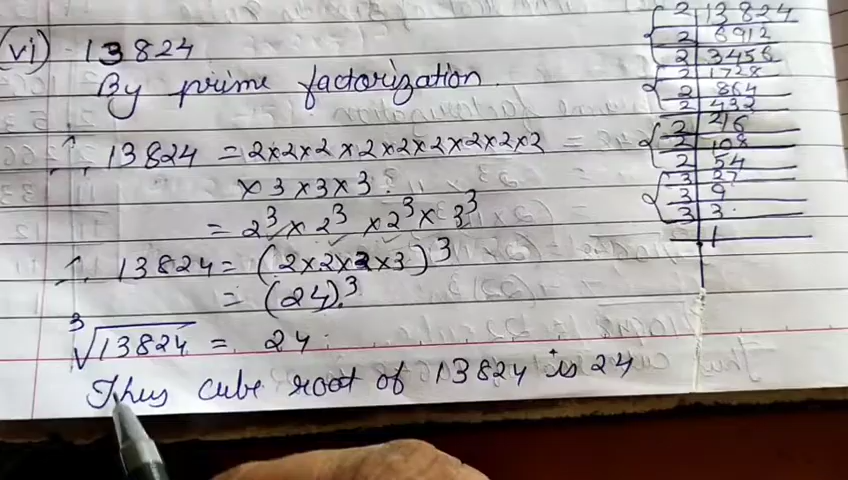 (vi) 13824
By prime factorization
13824 = 2×2×2×2×2×2×2×2×2
×3×3×3
= 2³×2³×2³×3³
13824 = (2×2×2×3)³
= (24)³
³√13824 = 24
Thus cube root of 13824 is 24
2 13824
2 6912
2 3456
2 1728
2 864
2 432
2 216
2 108
2 54
3 27
3 9
3 3
1